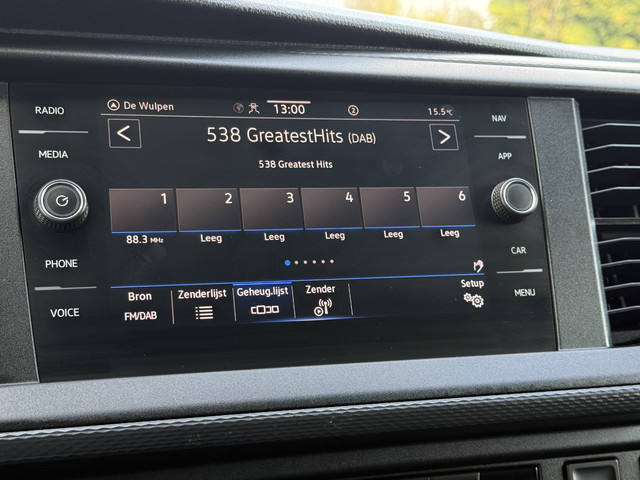 RADIO
MEDIA
PHONE
VOICE
De Wulpen
13:00
2
15.5°C
538 GreatestHits (DAB)
538 Greatest Hits
1 2 3 4 5 6
88.3 MHz Leeg Leeg Leeg Leeg Leeg
Bron Zenderlijst Geheug.lijst Zender Setup
FM/DAB
NAV
APP
CAR
MENU